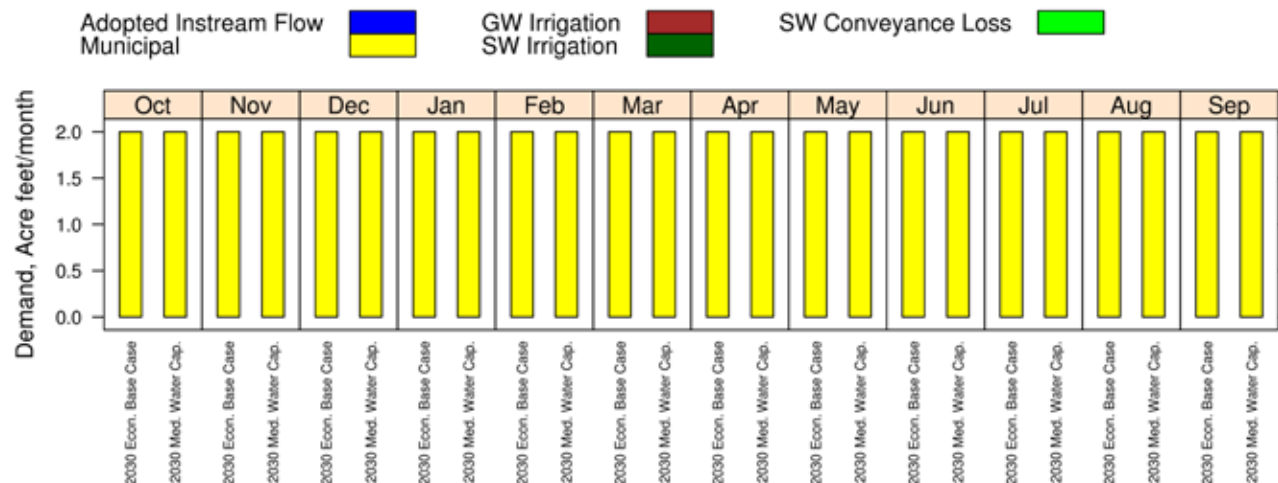 Adopted Instream Flow GW Irrigation SW Conveyance Loss
Municipal SW Irrigation
Demand, Acre feet/month
Oct Nov Dec Jan Feb Mar Apr May Jun Jul Aug Sep
2.0
1.5
1.0
0.5
0.0
2030 Econ. Base Case
2030 Med. Water Cap.
2030 Econ. Base Case
2030 Med. Water Cap.
2030 Econ. Base Case
2030 Med. Water Cap.
2030 Econ. Base Case
2030 Med. Water Cap.
2030 Econ. Base Case
2030 Med. Water Cap.
2030 Econ. Base Case
2030 Med. Water Cap.
2030 Econ. Base Case
2030 Med. Water Cap.
2030 Econ. Base Case
2030 Med. Water Cap.
2030 Econ. Base Case
2030 Med. Water Cap.
2030 Econ. Base Case
2030 Med. Water Cap.
2030 Econ. Base Case
2030 Med. Water Cap.
2030 Econ. Base Case
2030 Med. Water Cap.